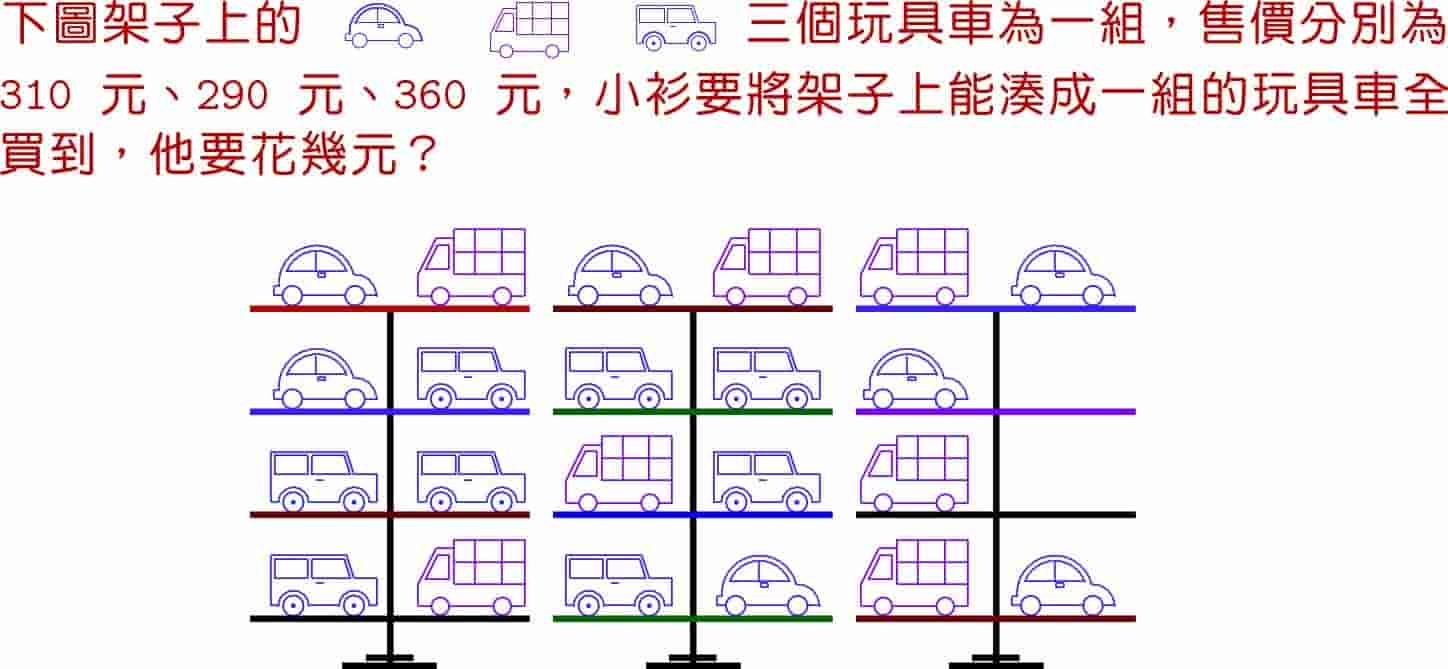 下圖架子上的 三個玩具車為一組，售價分別為
310 元、290 元、360 元，小衫要將架子上能湊成一組的玩具車全
買到，他要花幾元？